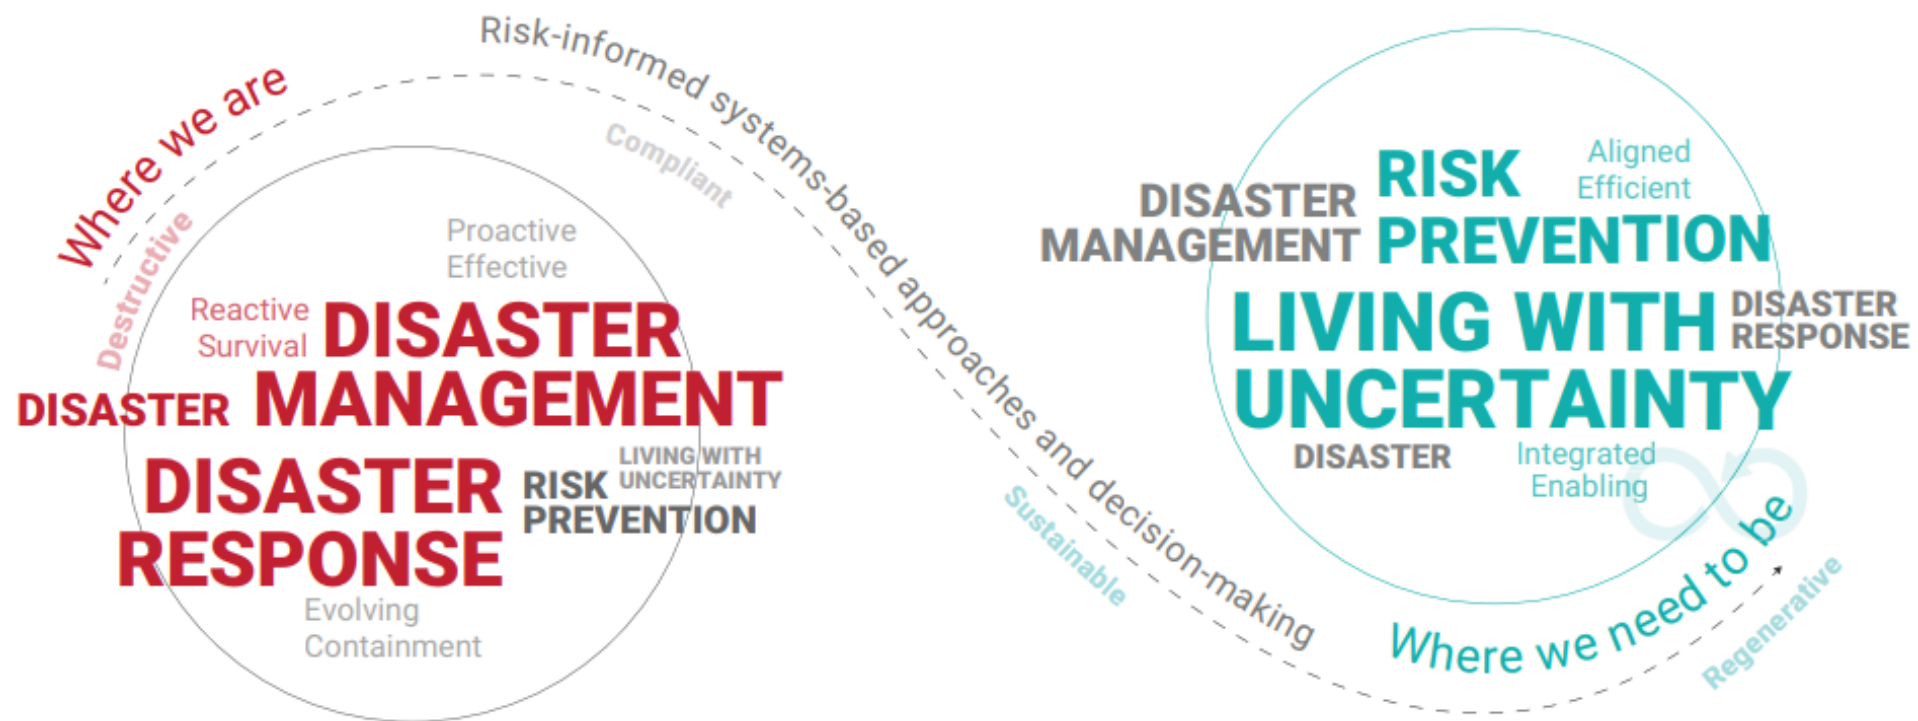 Where we are
Risk-informed systems-based approaches and decision-making
Where we need to be
Destructive
Compliant
Sustainable
Regenerative
Proactive
Effective
Reactive
Survival
DISASTER
MANAGEMENT
DISASTER
DISASTER
RESPONSE
RISK
PREVENTION
LIVING WITH
UNCERTAINTY
Evolving
Containment
DISASTER
MANAGEMENT
RISK
PREVENTION
Aligned
Efficient
LIVING WITH
UNCERTAINTY
DISASTER
RESPONSE
DISASTER
Integrated
Enabling